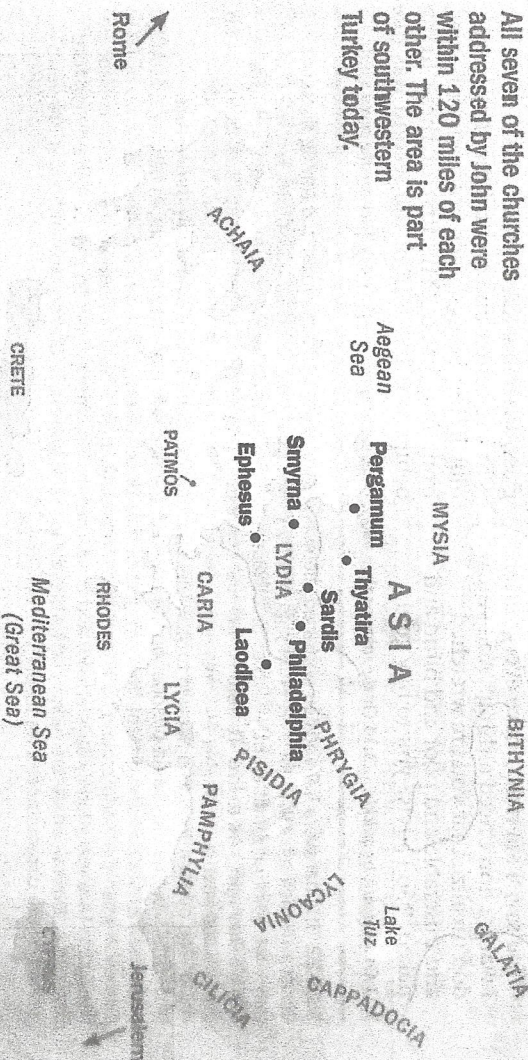 All seven of the churches
addressed by John were
within 120 miles of each
other. The area is part
of southwestern
Turkey today.
BITHYNIA
GALATIA
MYSIA
Aegean
Sea
ASIA
Lake
Tuz
Pergamum
Thyatira
CAPPADOCIA
Smyrna
Sardis
PHRYGIA
LYCAONIA
LYDIA
Philadelphia
Ephesus
Laodicea
PISIDIA
ACHAIA
CARIA
PAMPHYLIA
CILICIA
PATMOS
LYCIA
Rome
Jerusalem
RHODES
CRETE
Mediterranean Sea
(Great Sea)
CYPRUS